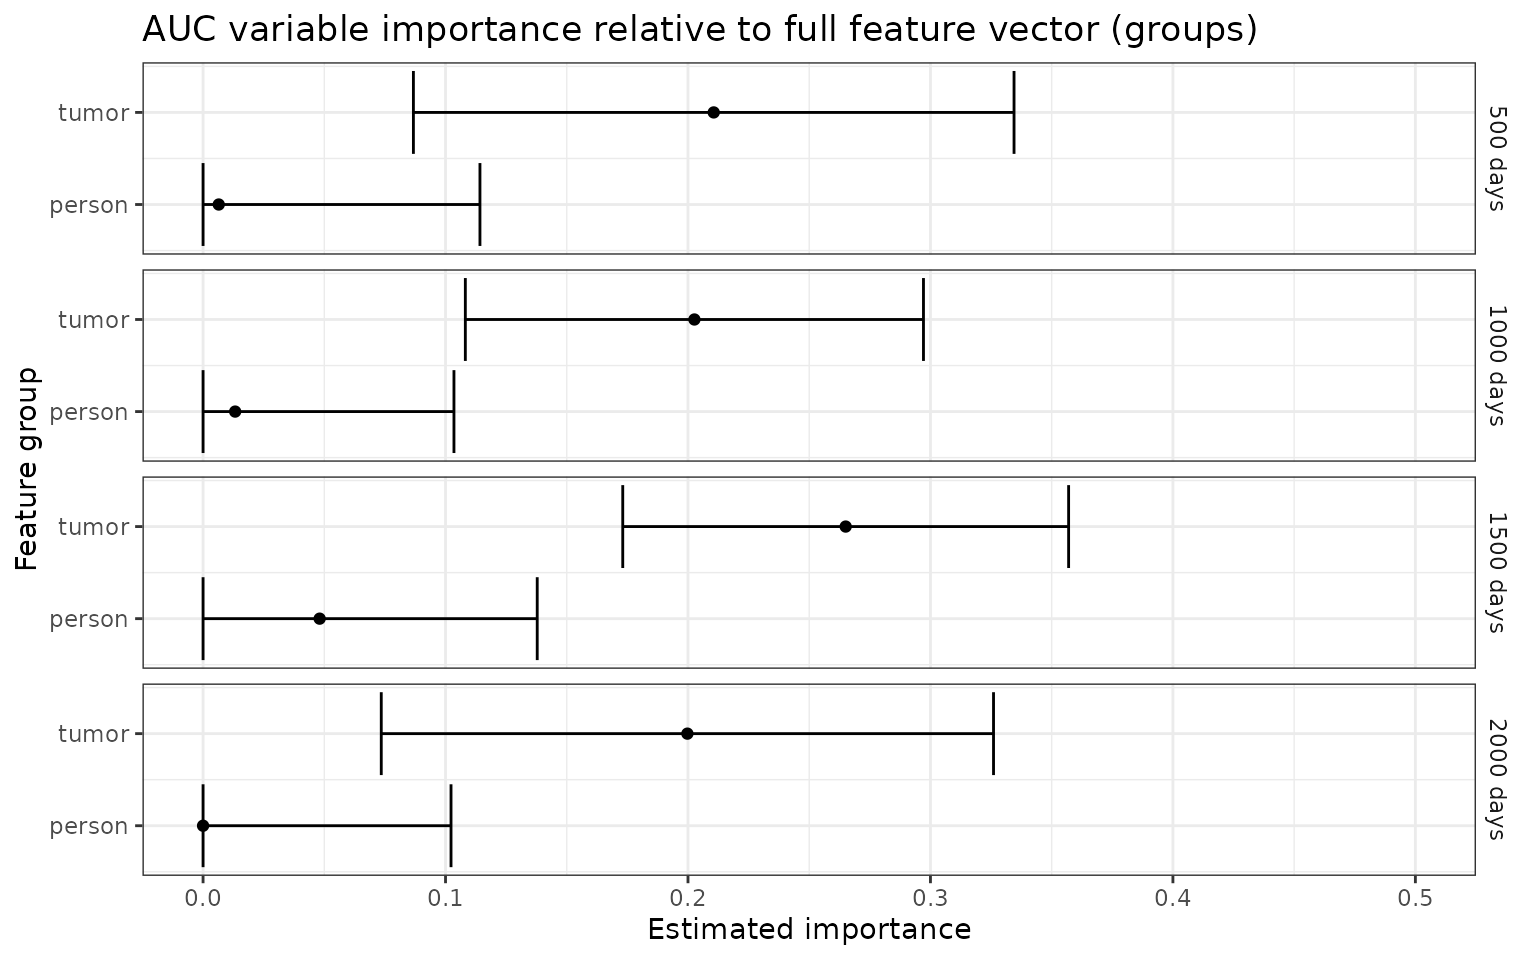 AUC variable importance relative to full feature vector (groups)
Feature group
tumor
person
500 days
tumor
person
1000 days
tumor
person
1500 days
tumor
person
2000 days
0.0 0.1 0.2 0.3 0.4 0.5
Estimated importance